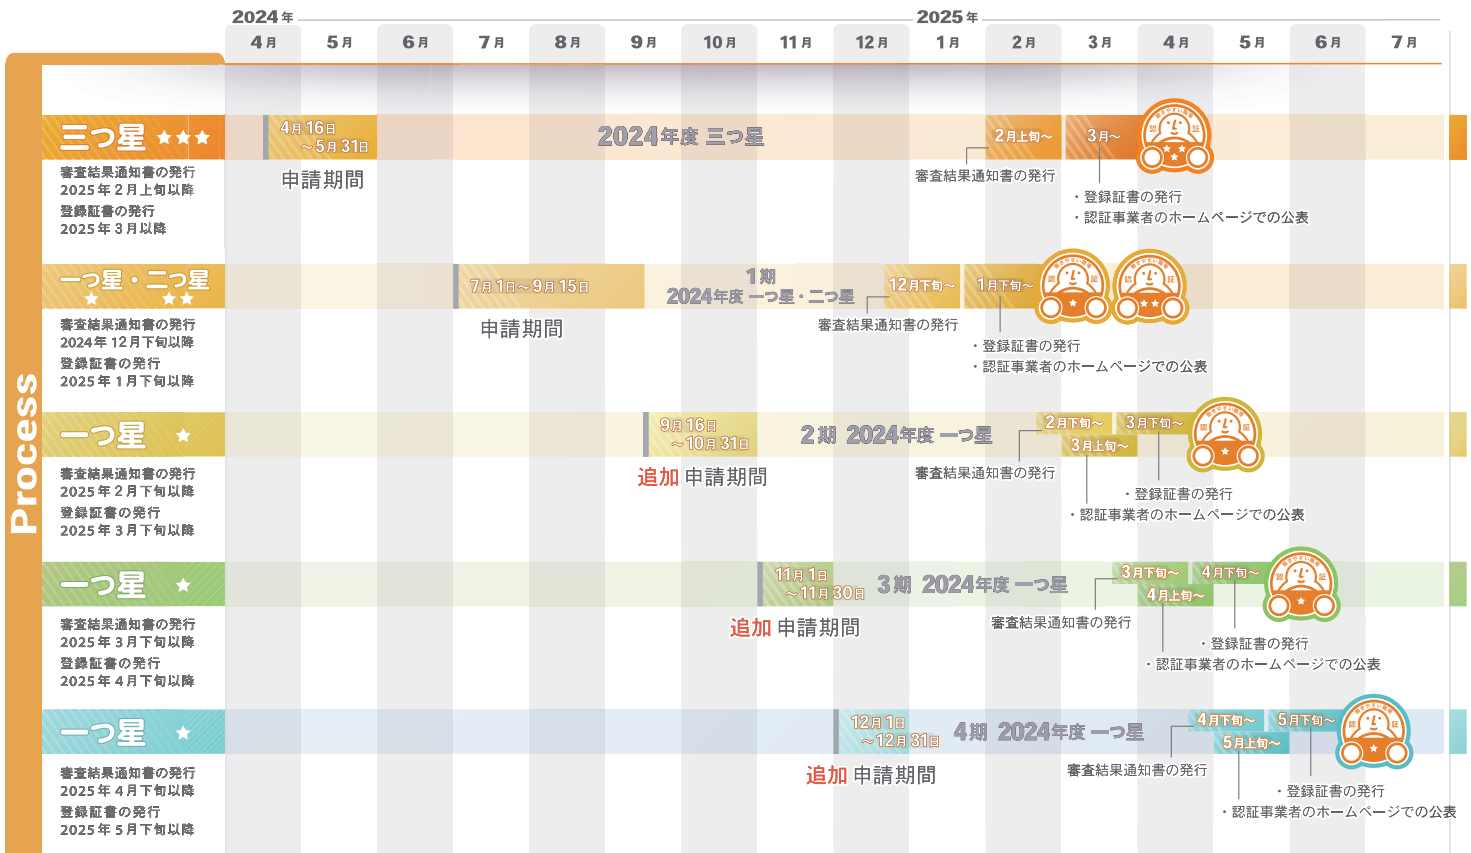 2024年
2025年
4月 5月 6月 7月 8月 9月 10月 11月 12月 1月 2月 3月 4月 5月 6月 7月
Process
三つ星
審査結果通知書の発行
2025年2月上旬以降
登録証書の発行
2025年3月以降
4月16日
～5月31日
申請期間
2024年度 三つ星
2月上旬～
審査結果通知書の発行
3月～
・登録証書の発行
・認証事業者のホームページでの公表
認 証
一つ星・二つ星
審査結果通知書の発行
2024年12月下旬以降
登録証書の発行
2025年1月下旬以降
7月1日～9月15日
申請期間
1期
2024年度 一つ星・二つ星
12月下旬～
審査結果通知書の発行
1月下旬～
・登録証書の発行
・認証事業者のホームページでの公表
認 証
認 証
一つ星
審査結果通知書の発行
2025年2月下旬以降
登録証書の発行
2025年3月下旬以降
9月16日
～10月31日
追加 申請期間
2期 2024年度 一つ星
2月下旬～
3月上旬～
3月下旬～
審査結果通知書の発行
・登録証書の発行
・認証事業者のホームページでの公表
認 証
一つ星
審査結果通知書の発行
2025年3月下旬以降
登録証書の発行
2025年4月下旬以降
11月1日
～11月30日
追加 申請期間
3期 2024年度 一つ星
3月下旬～
4月上旬～
4月下旬～
審査結果通知書の発行
・登録証書の発行
・認証事業者のホームページでの公表
認 証
一つ星
審査結果通知書の発行
2025年4月下旬以降
登録証書の発行
2025年5月下旬以降
12月1日
～12月31日
追加 申請期間
4期 2024年度 一つ星
4月下旬～
5月上旬～
5月下旬～
審査結果通知書の発行
・登録証書の発行
・認証事業者のホームページでの公表
認 証